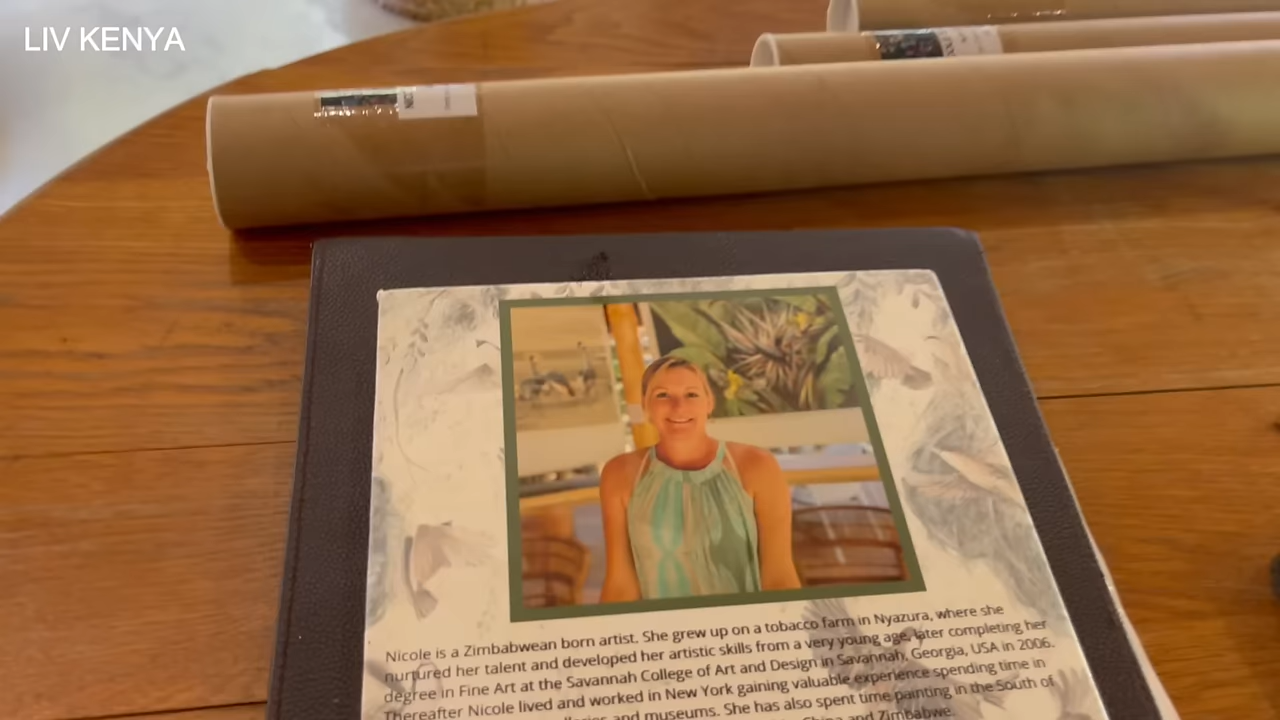 LIV KENYA
Nicole is a Zimbabwean born artist. She grew up on a tobacco farm in Nyazura, where she
nurtured her talent and developed her artistic skills from a very young age, later completing her
degree in Fine Art at the Savannah College of Art and Design in Savannah, Georgia, USA in 2006.
Thereafter Nicole lived and worked in New York gaining valuable experience spending time in
and museums. She has also spent time painting in the South of
China and Zimbabwe.